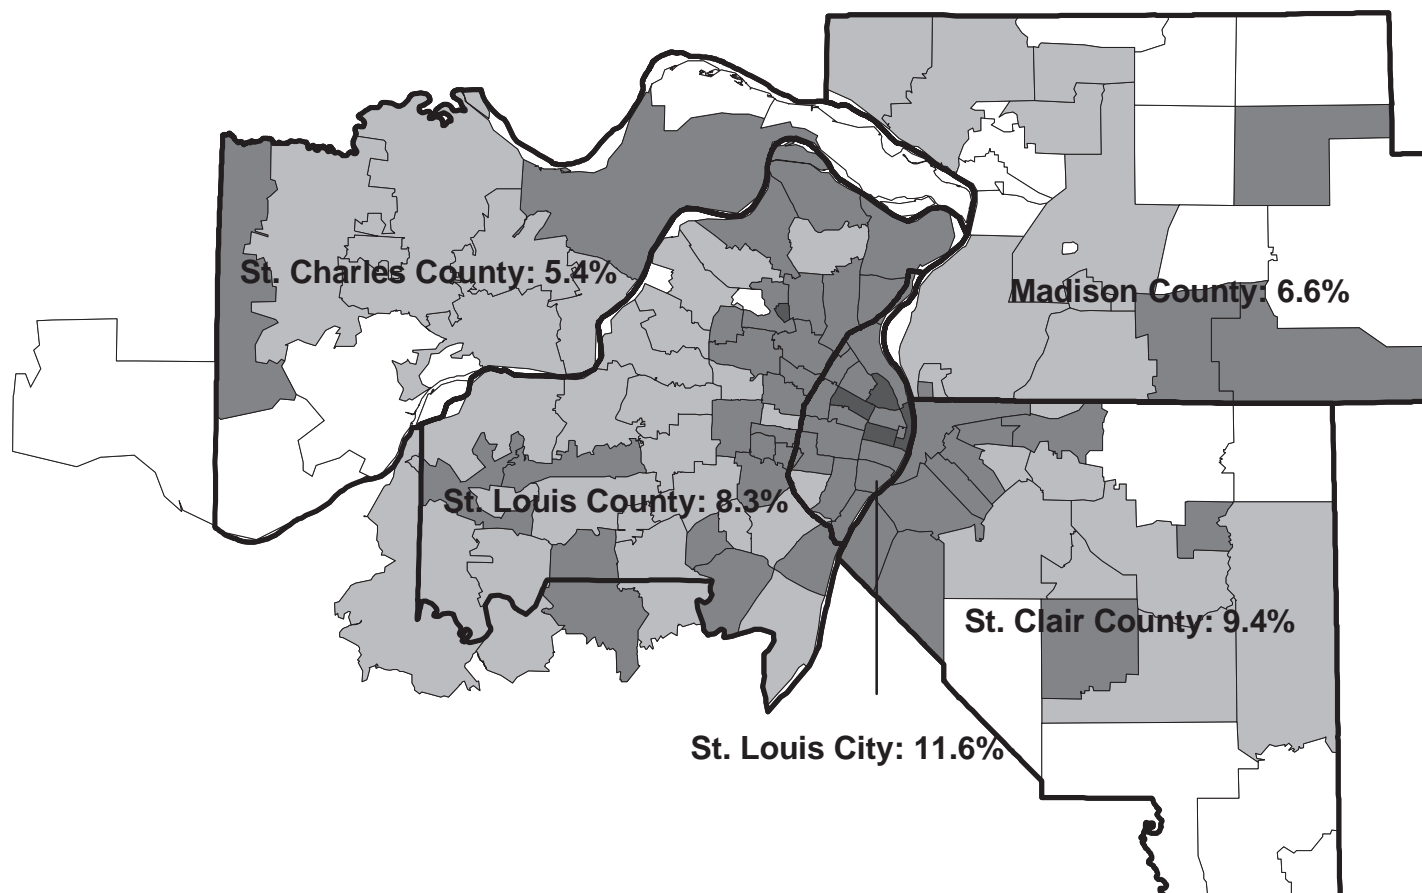 St. Charles County: 5.4%
Madison County: 6.6%
St. Louis County: 8.3%
St. Clair County: 9.4%
St. Louis City: 11.6%